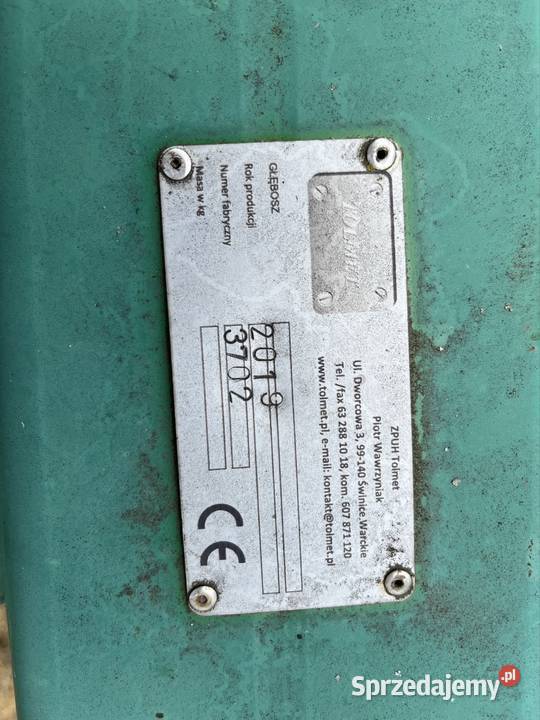 TOLMET
ZPUH Tolmet
Piotr Wawrzyniak
Ul. Dworcowa 3, 99-140 Świnice Warckie
Tel. /fax 63 288 10 18, kom. 607 871 120
www.tolmet.pl, e-mail: kontakt@tolmet.pl
GŁĘBOSZ
Rok produkcji 2019
Numer fabryczny 3702
Masa w kg
CE
Sprzedajemy.pl